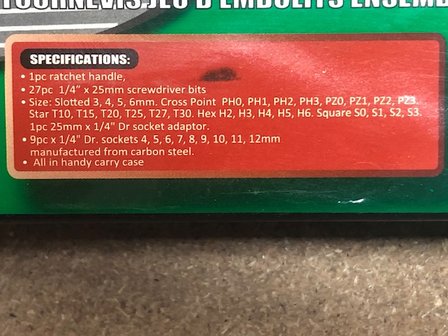 TOURNEVIS-JEU D'EMBOUTS ENSEM
SPECIFICATIONS:
• 1pc ratchet handle,
• 27pc 1/4" x 25mm screwdriver bits
• Size: Slotted 3, 4, 5, 6mm. Cross Point PH0, PH1, PH2, PH3, PZ0, PZ1, PZ2, PZ3.
Star T10, T15, T20, T25, T27, T30. Hex H2, H3, H4, H5, H6. Square S0, S1, S2, S3.
1pc 25mm x 1/4" Dr socket adaptor.
• 9pc x 1/4" Dr. sockets 4, 5, 6, 7, 8, 9, 10, 11, 12mm
manufactured from carbon steel.
• All in handy carry case